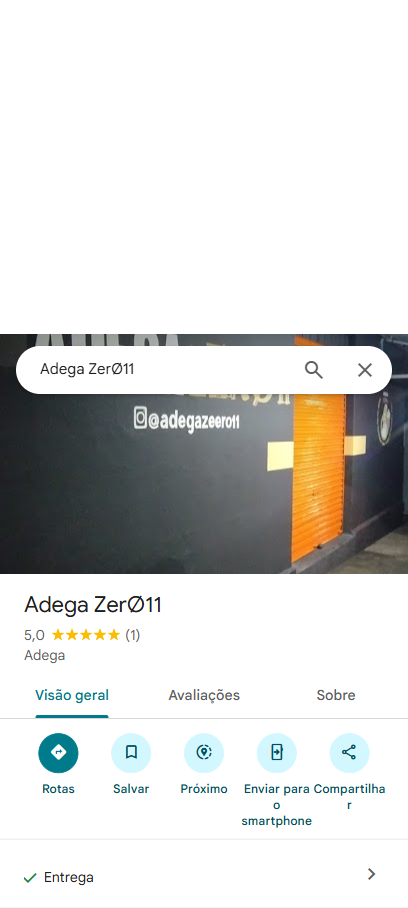 Adega ZerØ11
@adegazeero11
Adega ZerØ11
5,0 (1)
Adega
Visão geral Avaliações Sobre
Rotas Salvar Próximo Enviar para o smartphone Compartilhar
Entrega